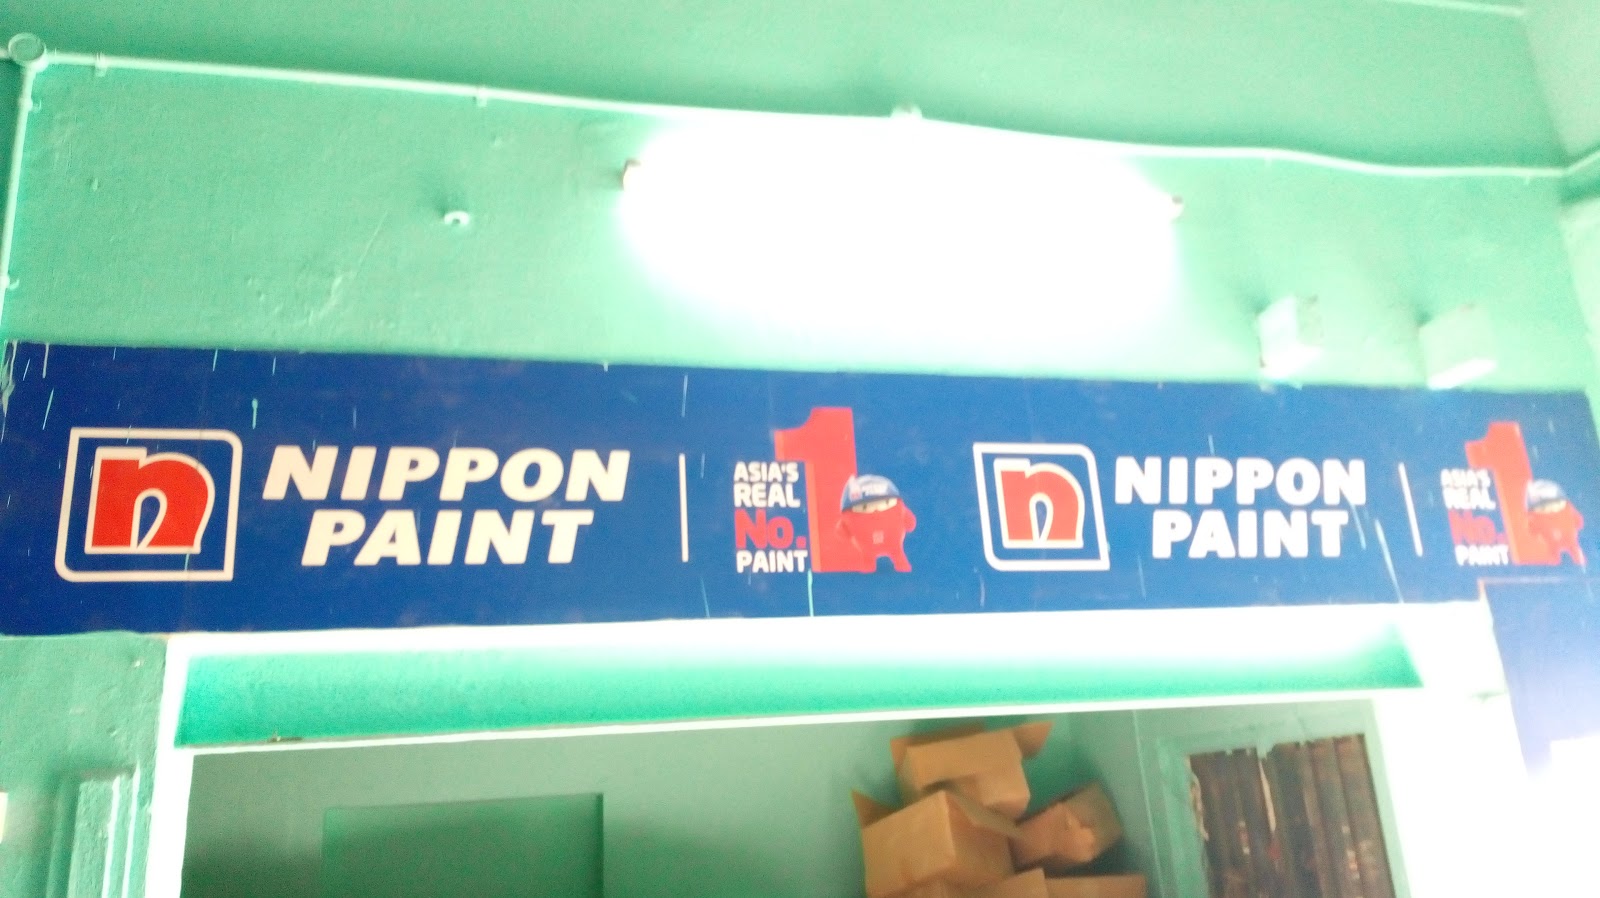 n NIPPON
PAINT
ASIA'S
REAL
No. 1
PAINT
n NIPPON
PAINT
ASIA'S
REAL
No. 1
PAINT